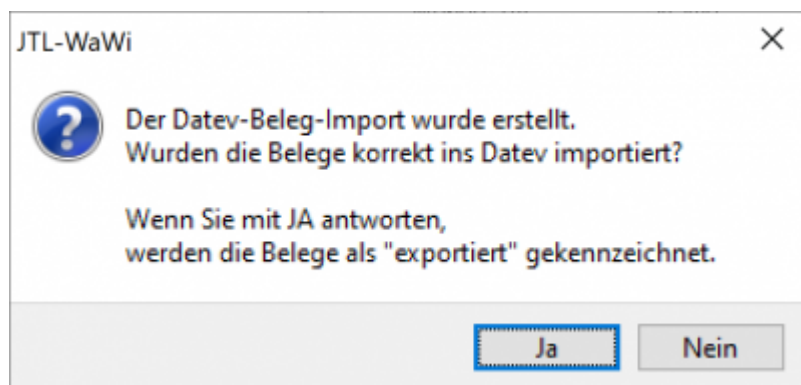 JTL-WaWi
Der Datev-Beleg-Import wurde erstellt.
Wurden die Belege korrekt ins Datev importiert?
Wenn Sie mit JA antworten,
werden die Belege als "exportiert" gekennzeichnet.
Ja
Nein